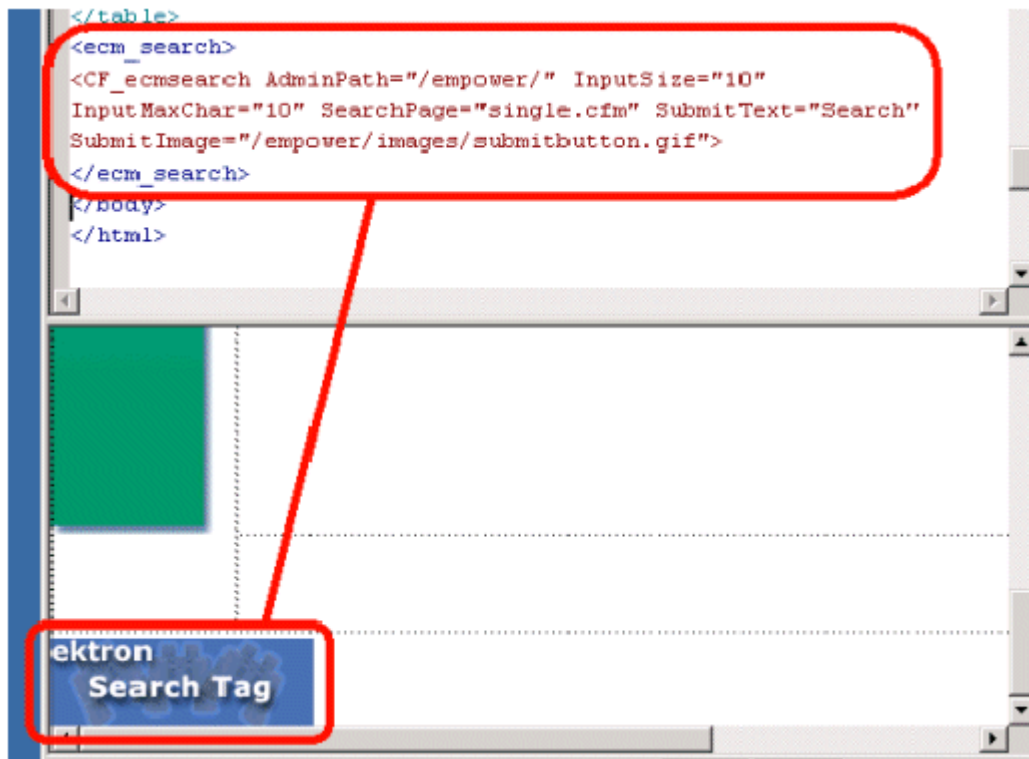 </table>
<ecm_search>
<CF_ecmsearch AdminPath="/empower/" InputSize="10"
InputMaxChar="10" SearchPage="single.cfm" SubmitText="Search"
SubmitImage="/empower/images/submitbutton.gif">
</ecm_search>
</body>
</html>
ektron
Search Tag